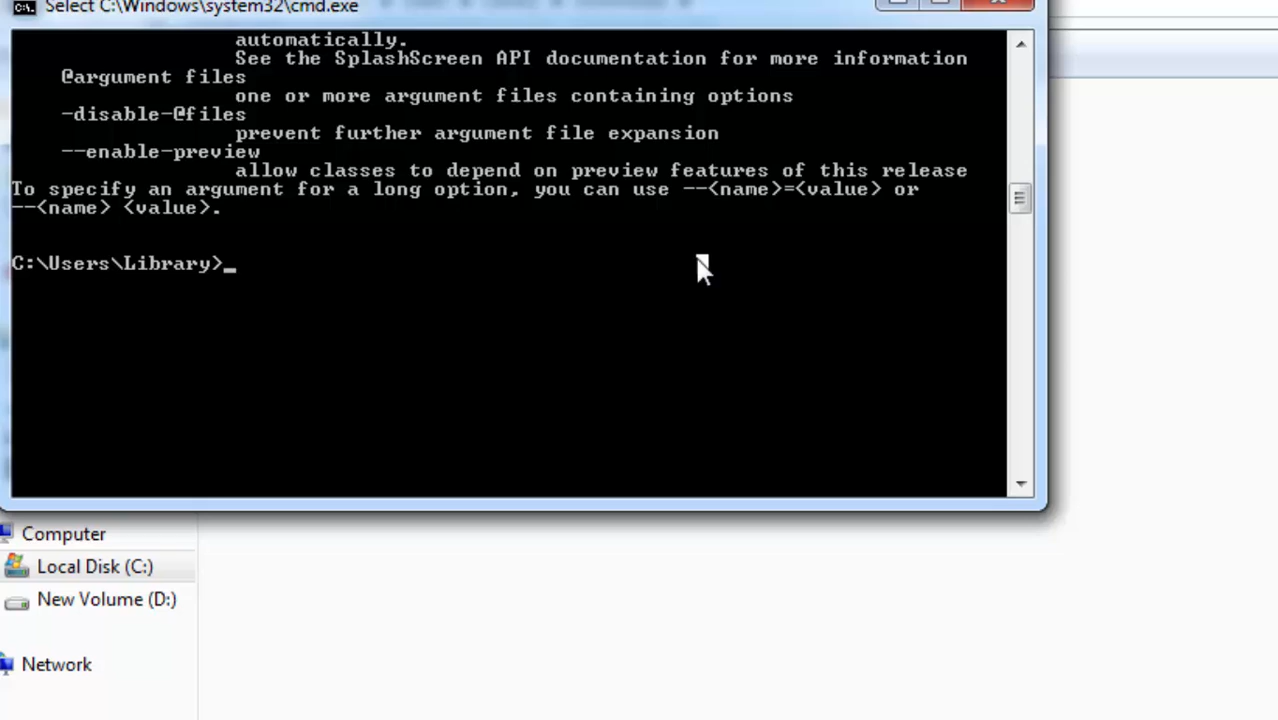 Select C:\Windows\system32\cmd.exe
automatically.
See the SplashScreen API documentation for more information
@argument files
one or more argument files containing options
-disable-@files
prevent further argument file expansion
--enable-preview
allow classes to depend on preview features of this release
To specify an argument for a long option, you can use --<name>=<value> or
--<name> <value>.
C:\Users\Library>_
Computer
Local Disk (C:)
New Volume (D:)
Network